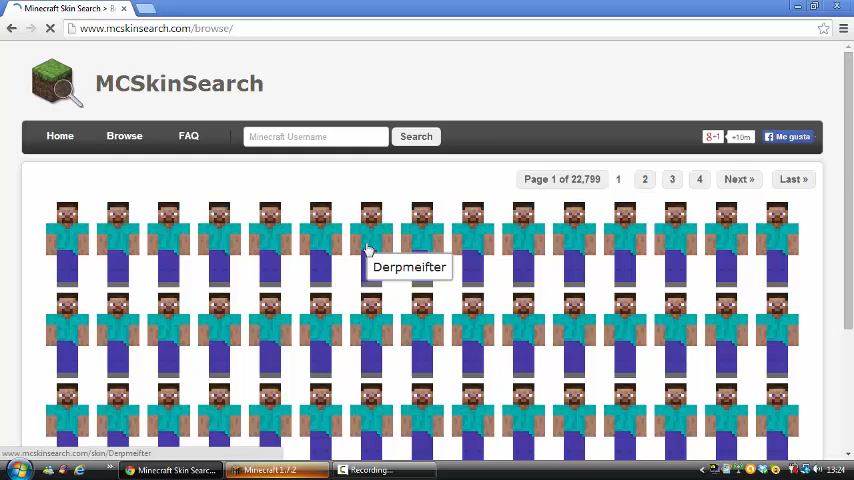 Minecraft Skin Search > B
www.mcskinsearch.com/browse/
MCSkinSearch
Home Browse FAQ Minecraft Username Search +1 +10m Me gusta
Page 1 of 22,799 1 2 3 4 Next » Last »
Derpmeifter
www.mcskinsearch.com/skin/Derpmeifter
Minecraft Skin Searc... Minecraft 1.7.2 Recording... 13:24